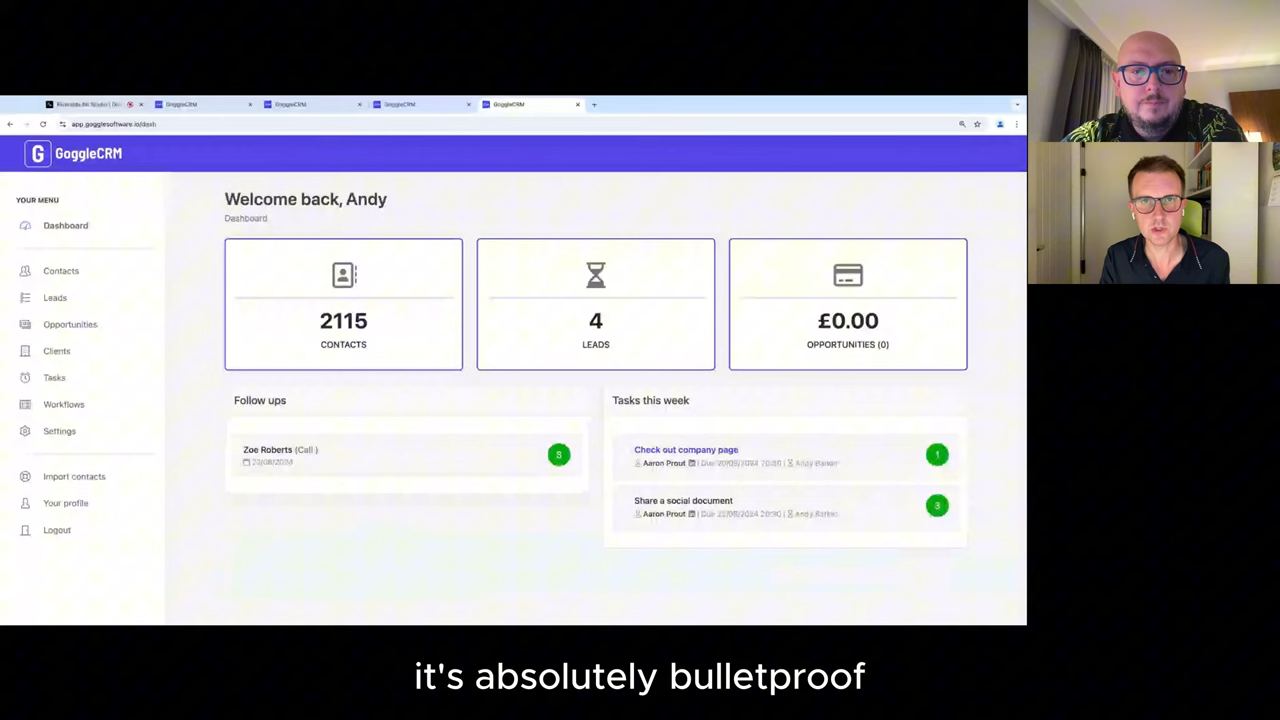 GoggleCRM
GoggleCRM
GoggleCRM
GoggleCRM
app.gogglesoftware.io/dash
G GoggleCRM
YOUR MENU
Dashboard
Contacts
Leads
Opportunities
Clients
Tasks
Workflows
Settings
Import contacts
Your profile
Logout
Welcome back, Andy
Dashboard
2115
CONTACTS
4
LEADS
£0.00
OPPORTUNITIES (0)
Follow ups
Zoe Roberts (Call )
Tasks this week
Check out company page
1
Aaron Prout
Share a social document
3
Aaron Prout
it's absolutely bulletproof